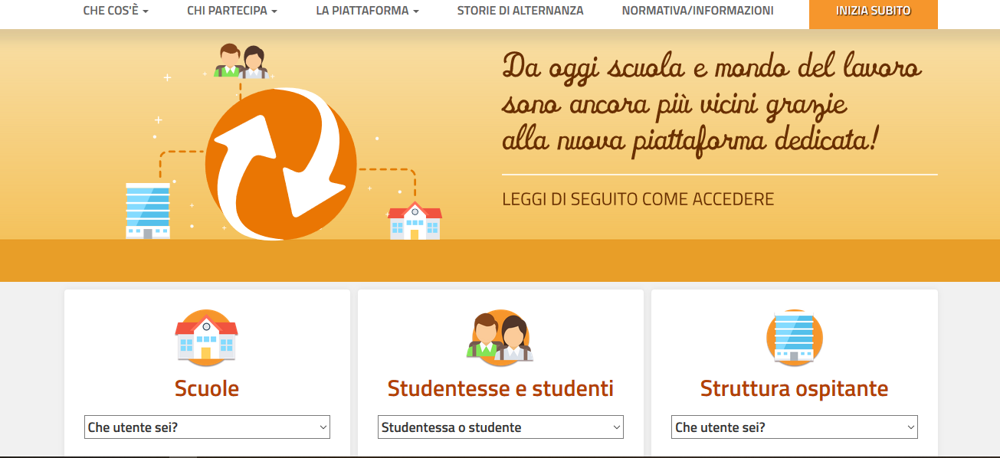 CHE COS'È CHI PARTECIPA LA PIATTAFORMA STORIE DI ALTERNANZA NORMATIVA/INFORMAZIONI INIZIA SUBITO
Da oggi scuola e mondo del lavoro
sono ancora più vicini grazie
alla nuova piattaforma dedicata!
LEGGI DI SEGUITO COME ACCEDERE
Scuole
Che utente sei?
Studentesse e studenti
Studentessa o studente
Struttura ospitante
Che utente sei?